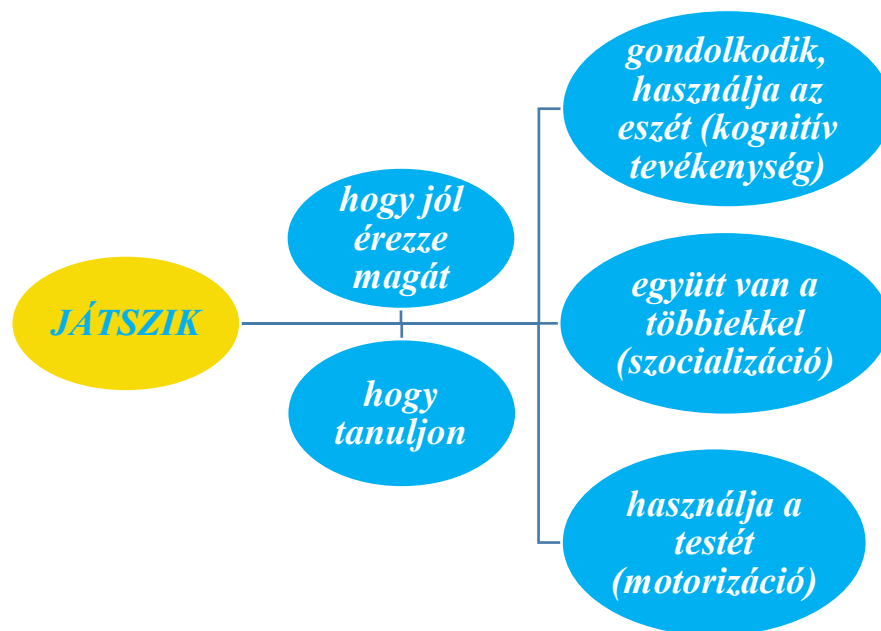 JÁTSZIK
hogy jól
érezze
magát
hogy
tanuljon
gondolkodik,
használja az
eszét (kognitív
tevékenység)
együtt van a
többiekkel
(szocializáció)
használja a
testét
(motorizáció)